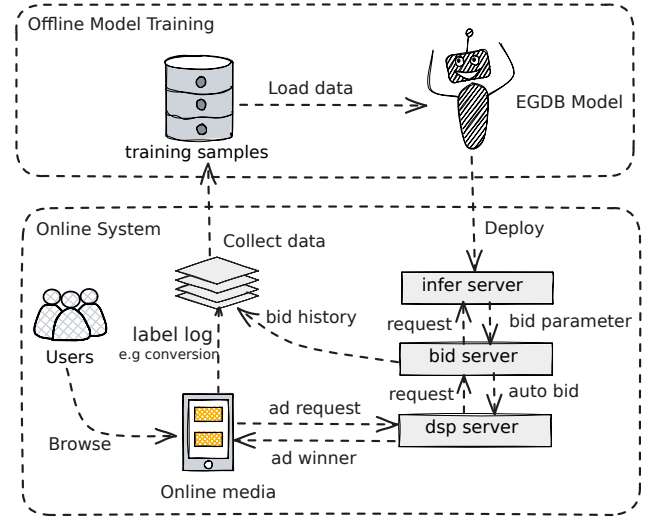 Offline Model Training
Load data
EGDB Model
training samples
Online System
Collect data
Deploy
infer server
Users
label log
e.g conversion
bid history
request
bid parameter
bid server
request
auto bid
Browse
ad request
dsp server
ad winner
Online media